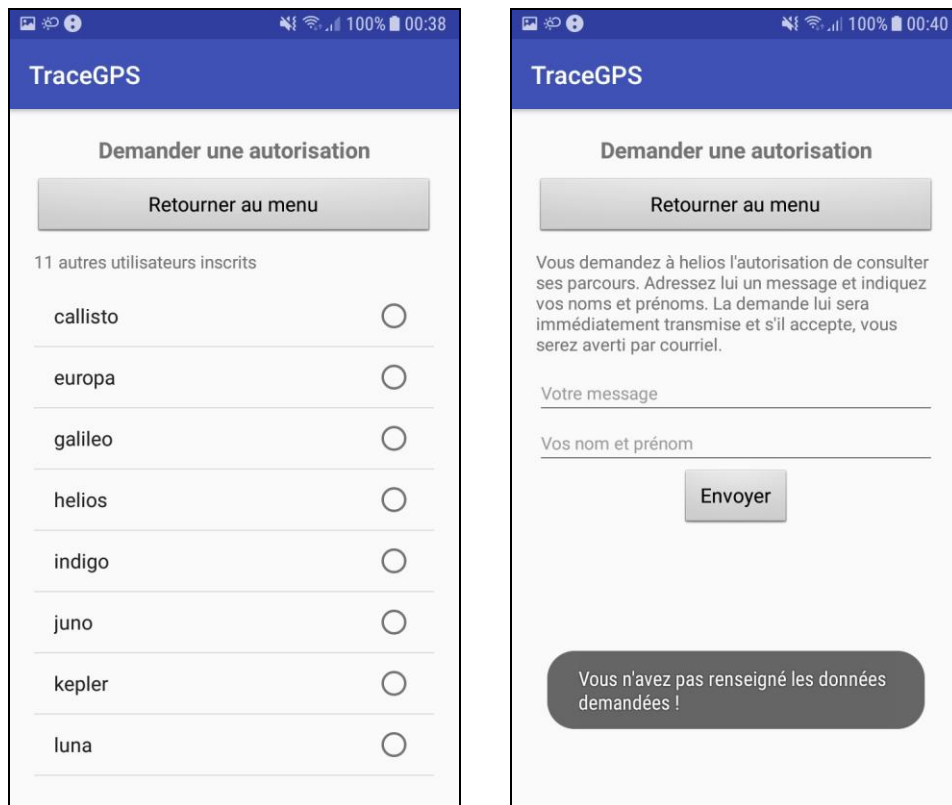 100% 00:38
TraceGPS
Demander une autorisation
Retourner au menu
11 autres utilisateurs inscrits
callisto
europa
galileo
helios
indigo
juno
kepler
luna
100% 00:40
TraceGPS
Demander une autorisation
Retourner au menu
Vous demandez à helios l'autorisation de consulter
ses parcours. Adressez lui un message et indiquez
vos noms et prénoms. La demande lui sera
immédiatement transmise et s'il accepte, vous
serez averti par courriel.
Votre message
Vos nom et prénom
Envoyer
Vous n'avez pas renseigné les données
demandées !